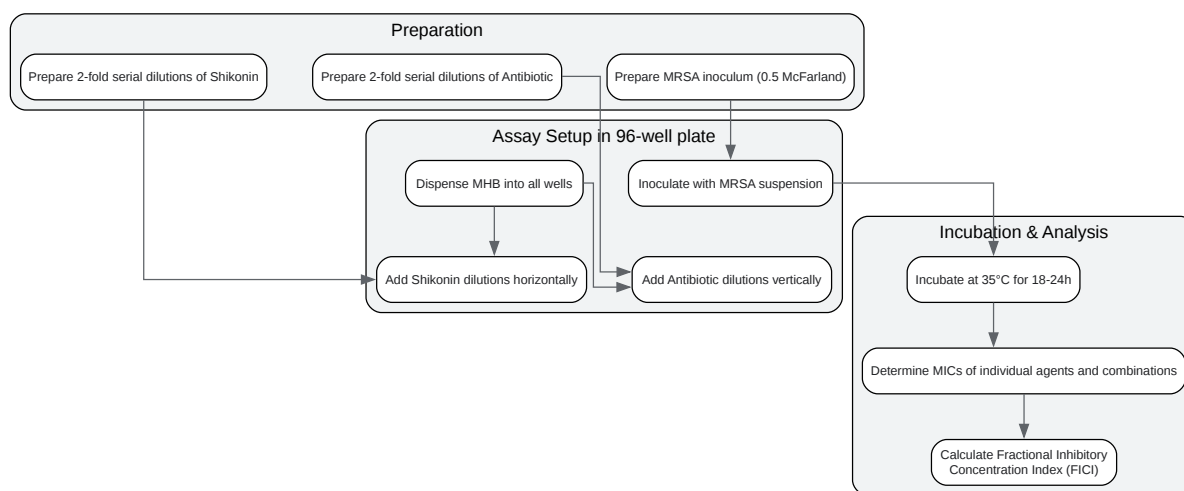 Preparation
Prepare 2-fold serial dilutions of Shikonin
Prepare 2-fold serial dilutions of Antibiotic
Prepare MRSA inoculum (0.5 McFarland)
Assay Setup in 96-well plate
Dispense MHB into all wells
Inoculate with MRSA suspension
Add Shikonin dilutions horizontally
Add Antibiotic dilutions vertically
Incubation & Analysis
Incubate at 35°C for 18-24h
Determine MICs of individual agents and combinations
Calculate Fractional Inhibitory
Concentration Index (FICI)